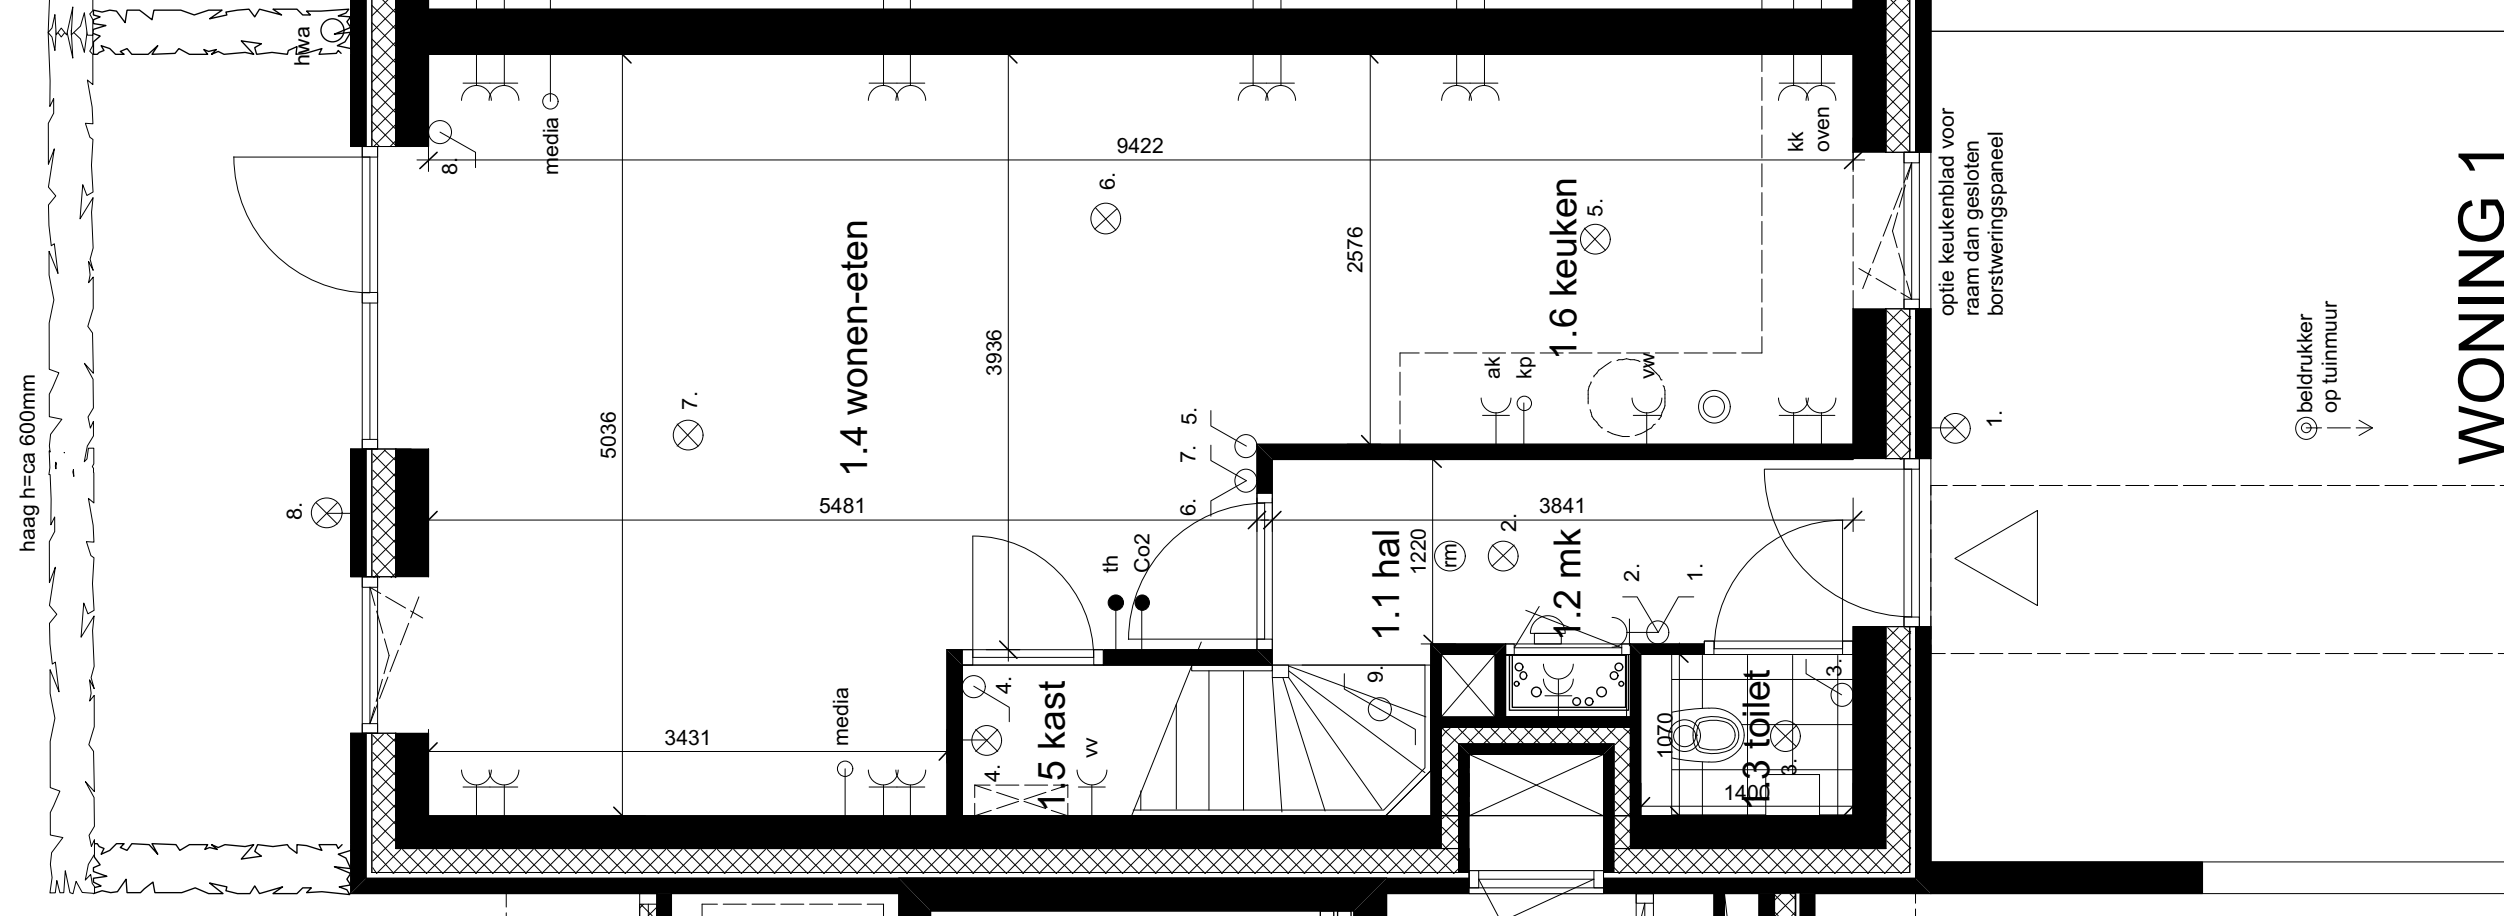 haag h=ca 600mm
hwa
8.
media
9422
6.
kk
oven
optie keukenblad voor
raam dan gesloten
borstweringspaneel
WONING 1
1.4 wonen-eten
1.6 keuken
5.
2576
3936
5036
7.
ak
kp
vv
beldrukker
op tuinmuur
1.
8.
5481
5.
7.
6.
3841
th
Co2
1.1 hal
1220
rm
2.
1.2 mk
2.
1.
3431
media
4.
4.
1.5 kast
vv
9.
1070
1.3 toilet
3.
3.
1400